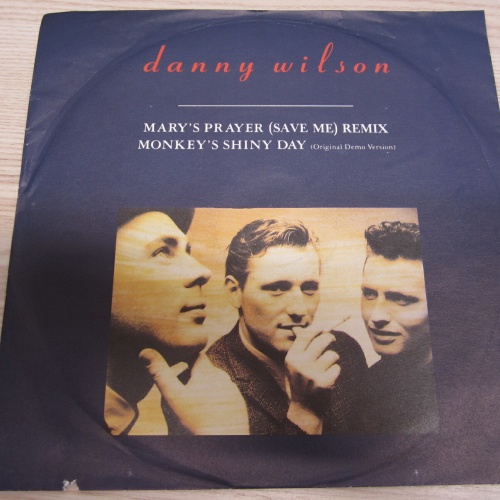 danny wilson
MARY'S PRAYER (SAVE ME) REMIX
MONKEY'S SHINY DAY (Original Demo Version)